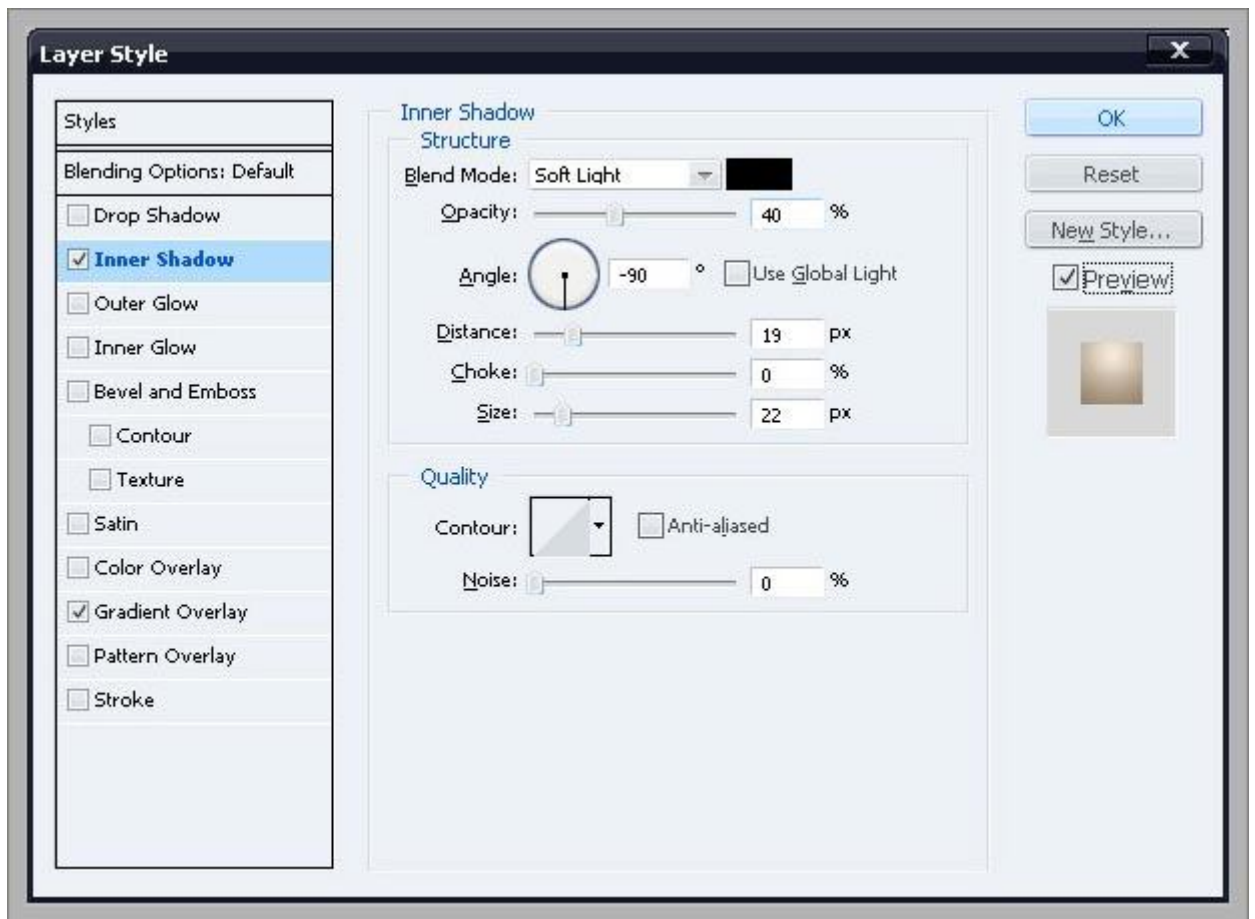 Layer Style
X
Styles
Blending Options: Default
Drop Shadow
Inner Shadow
Outer Glow
Inner Glow
Bevel and Emboss
Contour
Texture
Satin
Color Overlay
Gradient Overlay
Pattern Overlay
Stroke
Inner Shadow
Structure
Blend Mode: Soft Light
Opacity: 40 %
Angle: -90 ° Use Global Light
Distance: 19 px
Choke: 0 %
Size: 22 px
Quality
Contour: Anti-aliased
Noise: 0 %
OK
Reset
New Style...
Preview